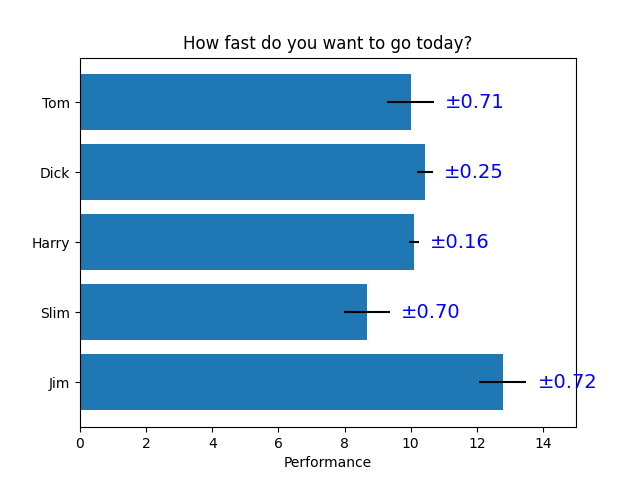 How fast do you want to go today?
Tom ±0.71
Dick ±0.25
Harry ±0.16
Slim ±0.70
Jim ±0.72
0 2 4 6 8 10 12 14
Performance